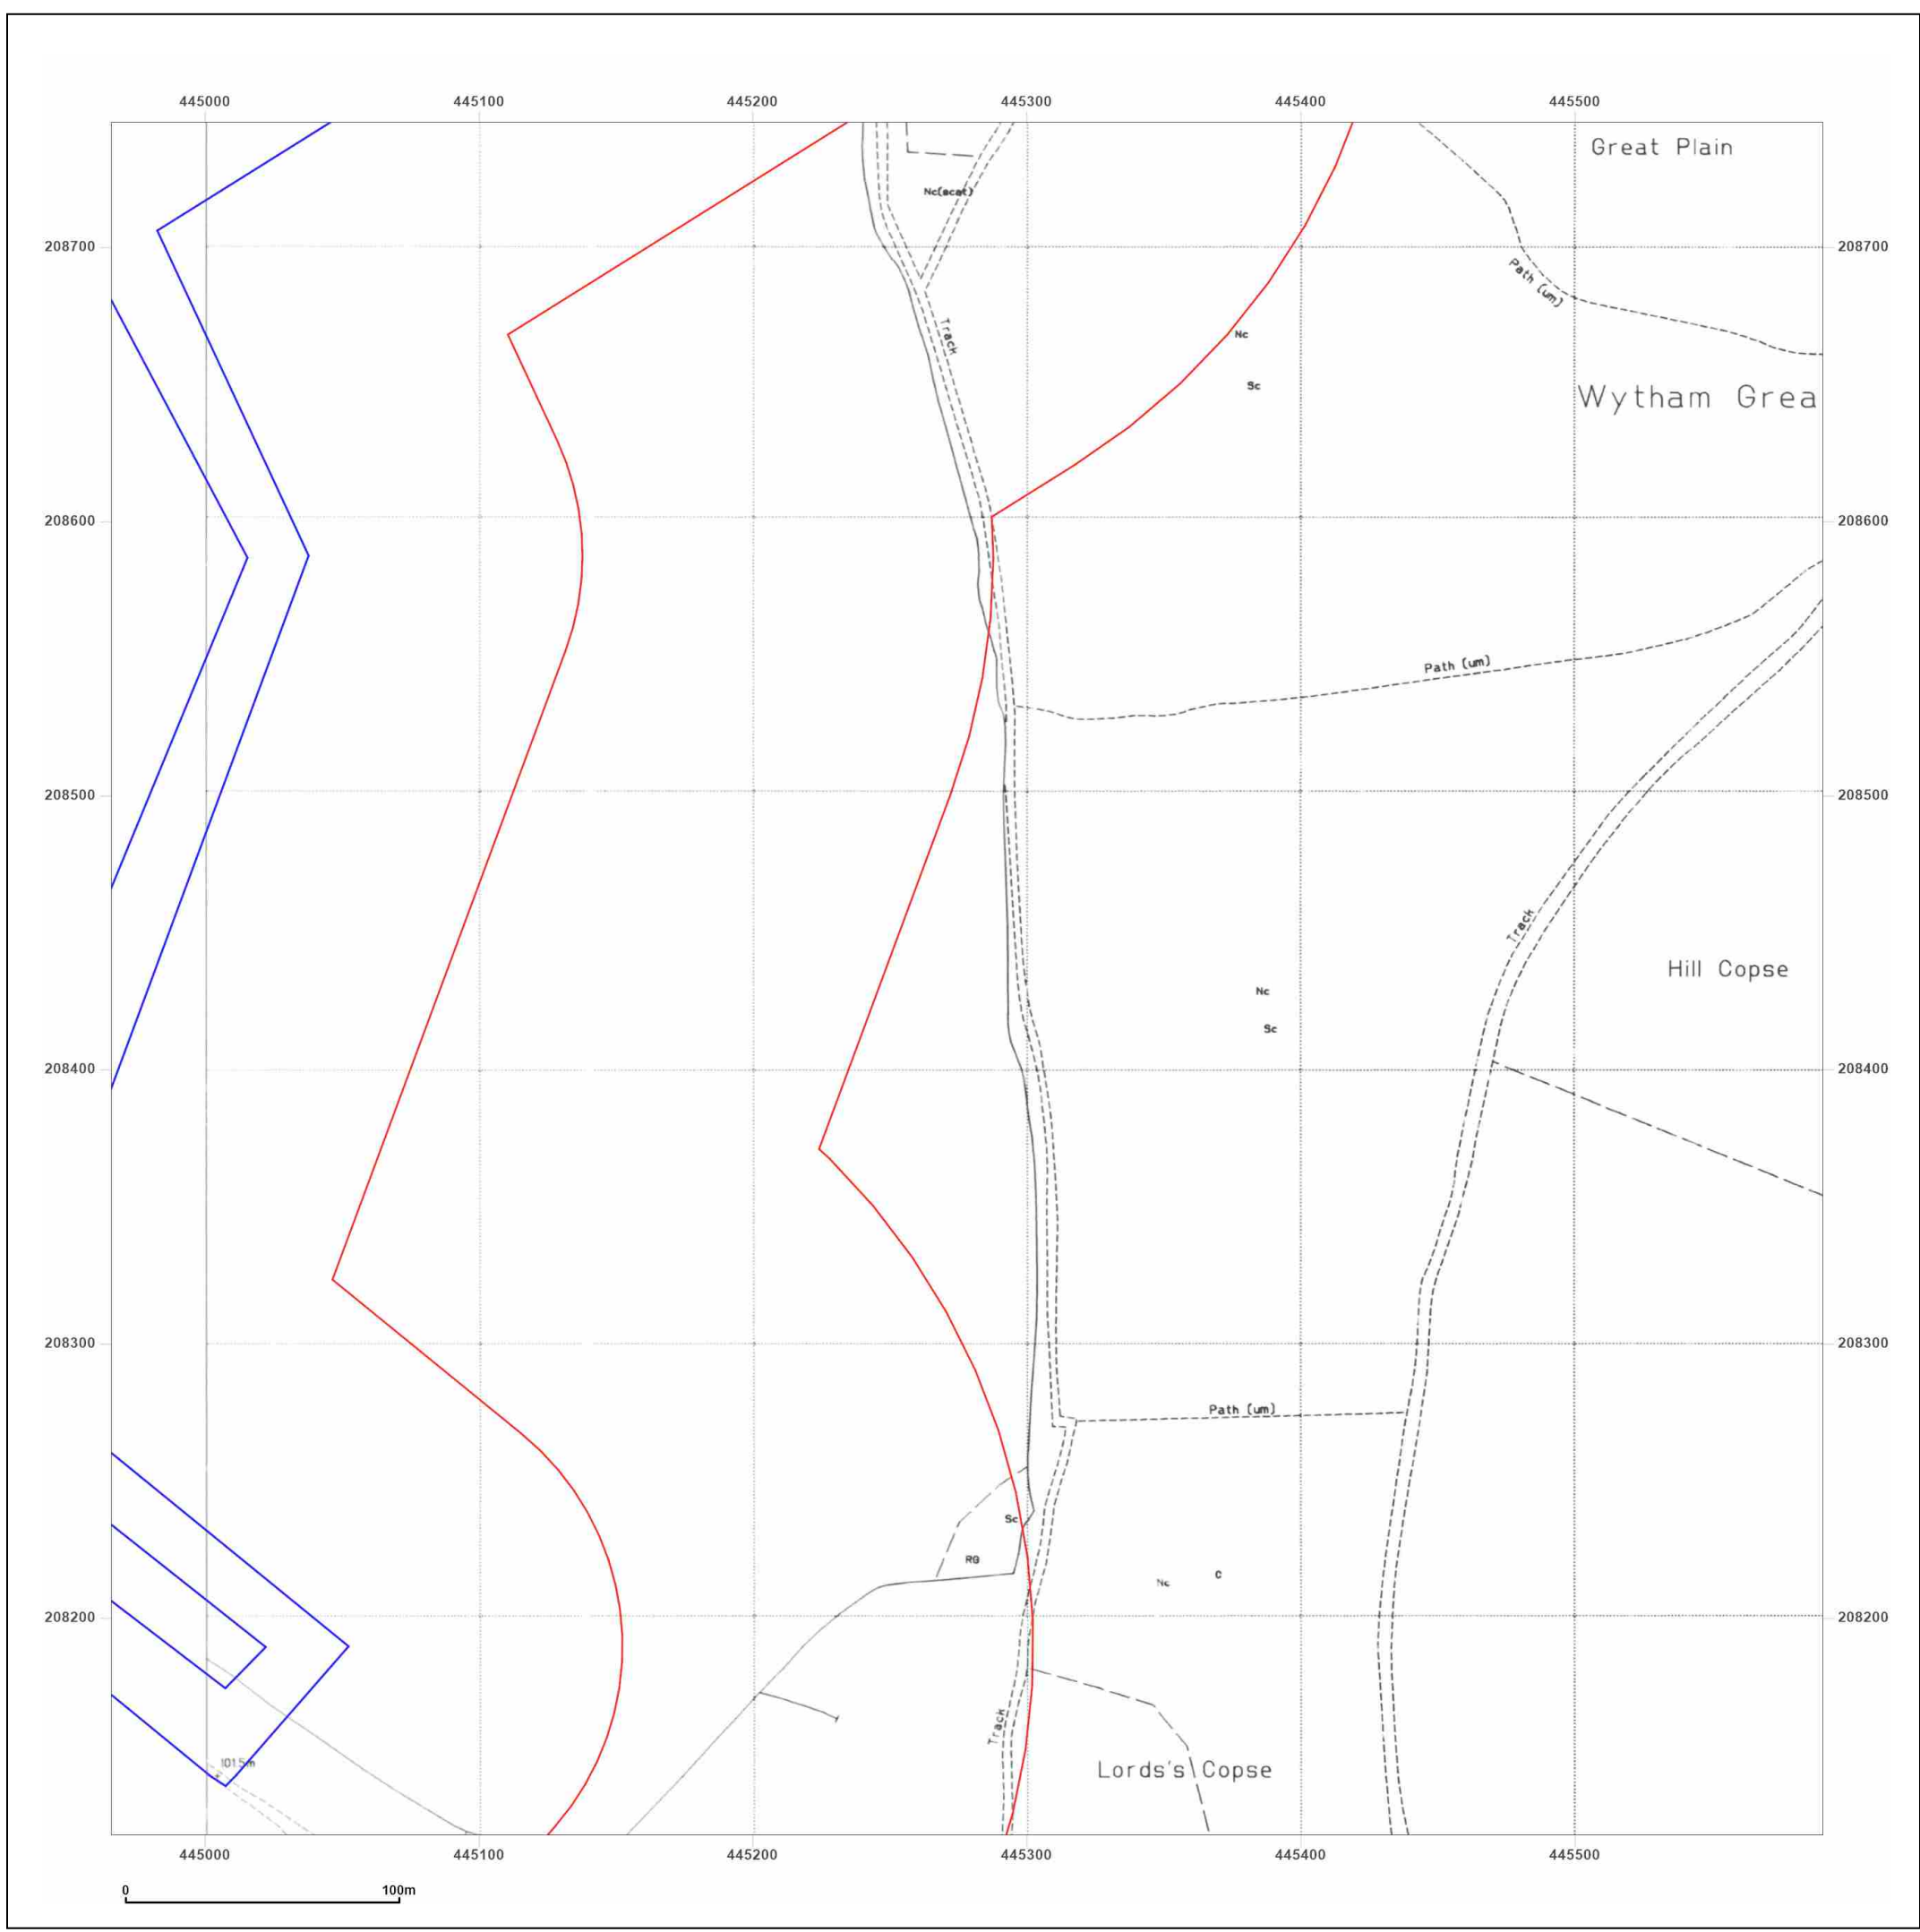 445000 445100 445200 445300 445400 445500
Great Plain
Nc(scat)
208700 208700
Path (um)
Track
Nc
Sc
Wytham Grea
208600 208600
Path (um)
208500 208500
Track
Hill Copse
Nc
Sc
208400 208400
208300 208300
Path (um)
Sc
RG
Nc
C
208200 208200
Track
101.5m
Lords's Copse
445000 445100 445200 445300 445400 445500
0 100m